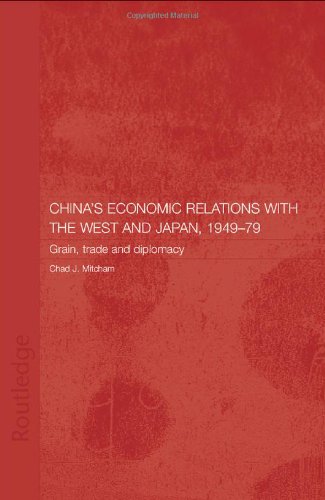 Copyrighted material
CHINA'S ECONOMIC RELATIONS WITH
THE WEST AND JAPAN, 1949–79
Grain, trade and diplomacy
Chad J. Mitcham
Routledge